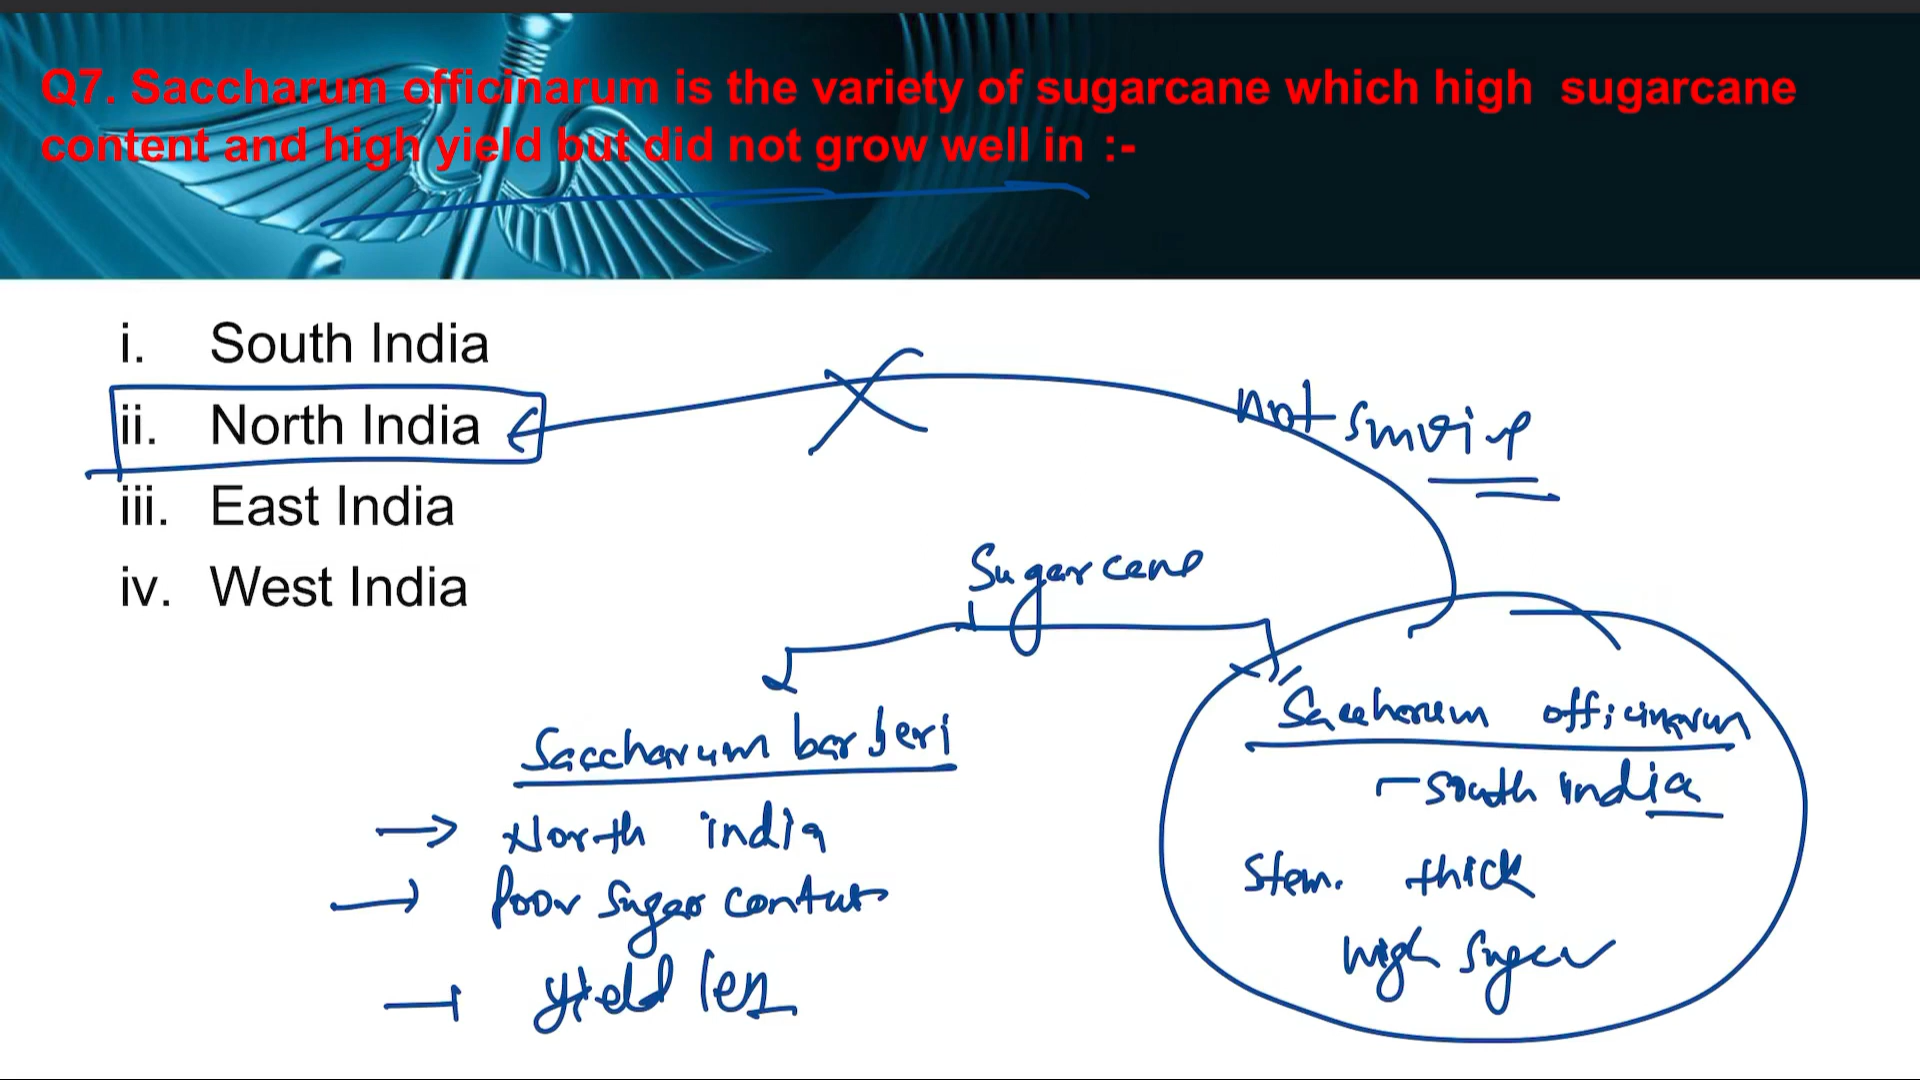 Q7. Saccharum officinarum is the variety of sugarcane which high sugarcane
content and high yield but did not grow well in :-
i. South India
ii. North India
iii. East India
iv. West India
not
Sugarcane
Saccharum barberi
North india
Poor sugar
yield less
Saccharum officinarum
- south india
Stem. thick
high sugar